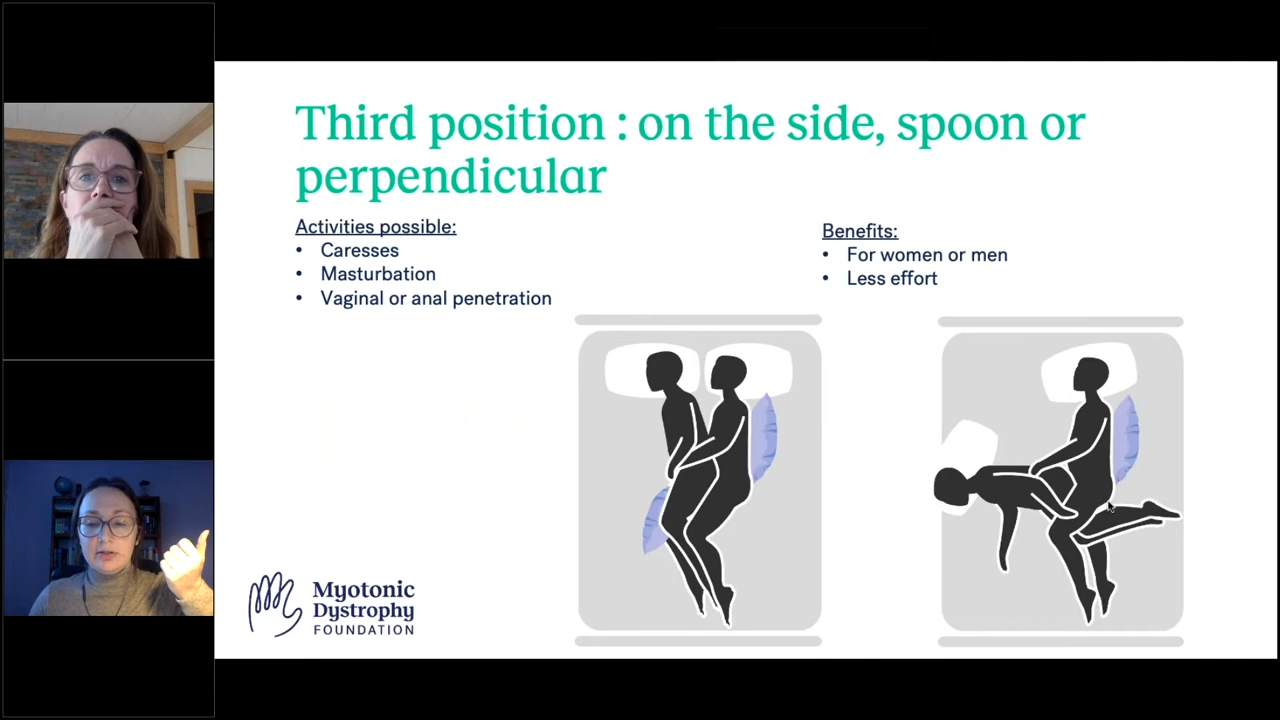 Third position : on the side, spoon or
perpendicular
Activities possible:
• Caresses
• Masturbation
• Vaginal or anal penetration
Benefits:
• For women or men
• Less effort
Myotonic
Dystrophy
FOUNDATION